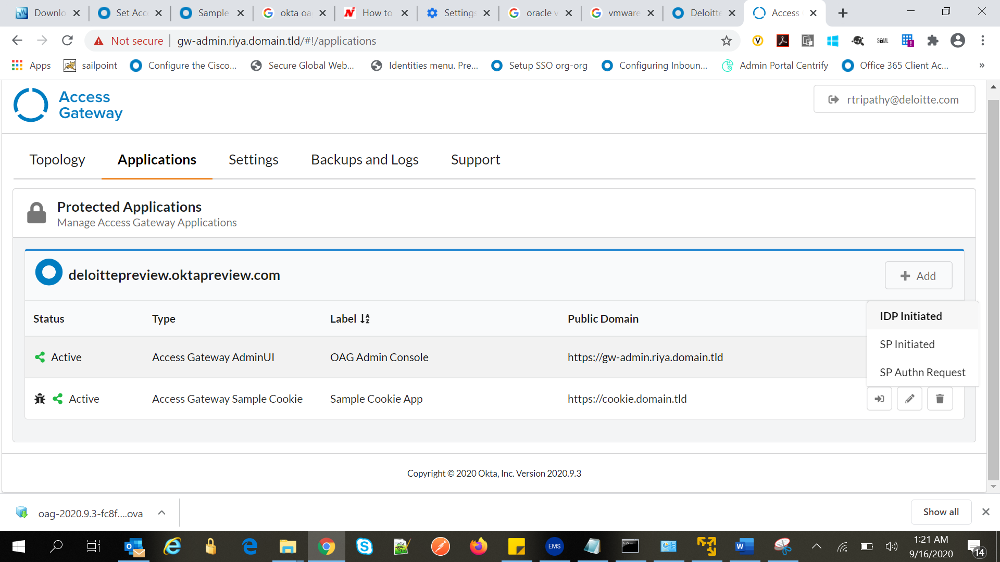 Downlo
Set Acc
Sample
okta oa
How to
Settings
oracle v
vmware
Deloitte
Access
Not secure
gw-admin.riya.domain.tld/#!/applications
Apps
sailpoint
Configure the Cisco...
Secure Global Web...
Identities menu. Pre...
Setup SSO org-org
Configuring Inboun...
Admin Portal Centrify
Office 365 Client Ac...
»
Access
Gateway
rtripathy@deloitte.com
Topology
Applications
Settings
Backups and Logs
Support
Protected Applications
Manage Access Gateway Applications
deloittepreview.oktapreview.com
+ Add
Status
Type
Label
Public Domain
IDP Initiated
SP Initiated
SP Authn Request
Active
Access Gateway AdminUI
OAG Admin Console
https://gw-admin.riya.domain.tld
Active
Access Gateway Sample Cookie
Sample Cookie App
https://cookie.domain.tld
Copyright © 2020 Okta, Inc. Version 2020.9.3
oag-2020.9.3-fc8f....ova
Show all
EMS
1:21 AM
9/16/2020
14